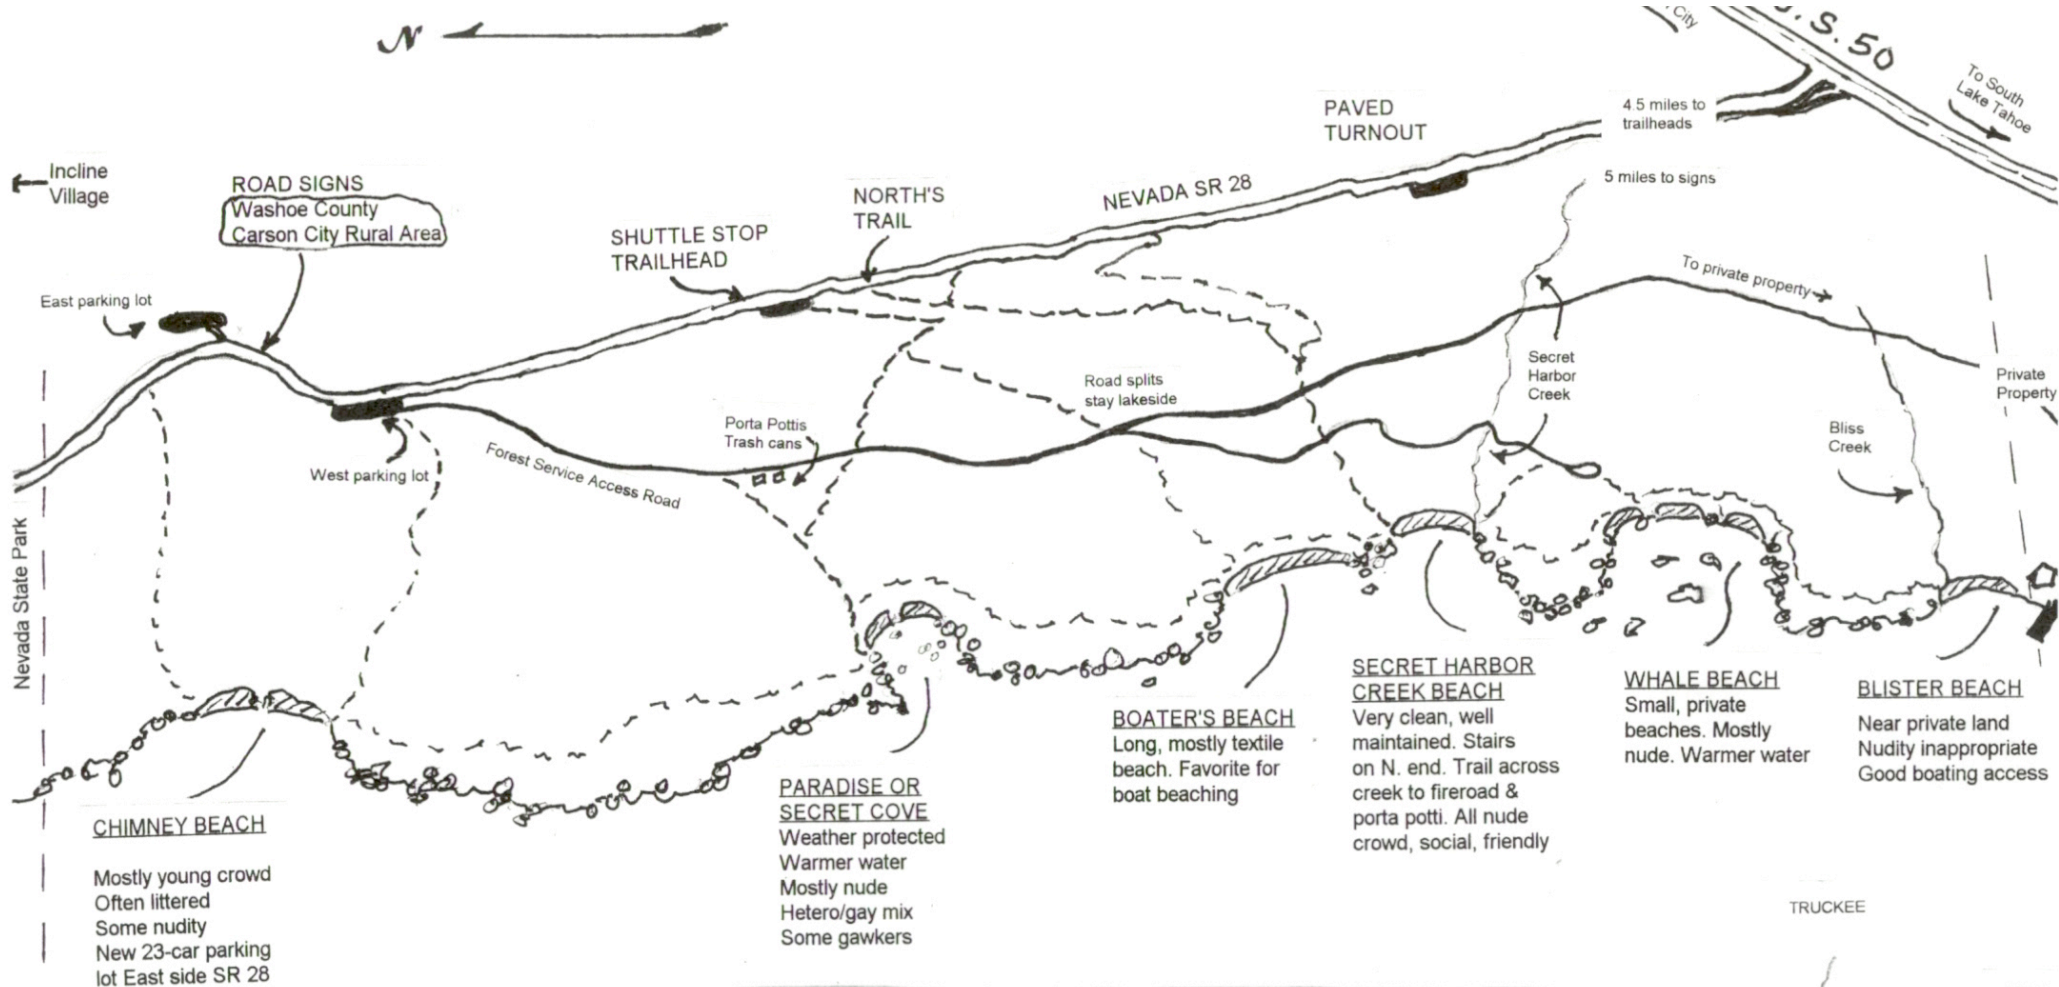 N
U.S.50
City
To South
Lake Tahoe
4.5 miles to
trailheads
5 miles to signs
PAVED
TURNOUT
Incline
Village
ROAD SIGNS
Washoe County
Carson City Rural Area
NORTH'S
TRAIL
NEVADA SR 28
SHUTTLE STOP
TRAILHEAD
East parking lot
To private property
Secret
Harbor
Creek
Road splits
stay lakeside
Private
Property
Porta Pottis
Trash cans
Bliss
Creek
West parking lot
Forest Service Access Road
Nevada State Park
CHIMNEY BEACH
Mostly young crowd
Often littered
Some nudity
New 23-car parking
lot East side SR 28
PARADISE OR
SECRET COVE
Weather protected
Warmer water
Mostly nude
Hetero/gay mix
Some gawkers
BOATER'S BEACH
Long, mostly textile
beach. Favorite for
boat beaching
SECRET HARBOR
CREEK BEACH
Very clean, well
maintained. Stairs
on N. end. Trail across
creek to fireroad &
porta potti. All nude
crowd, social, friendly
WHALE BEACH
Small, private
beaches. Mostly
nude. Warmer water
BLISTER BEACH
Near private land
Nudity inappropriate
Good boating access
TRUCKEE